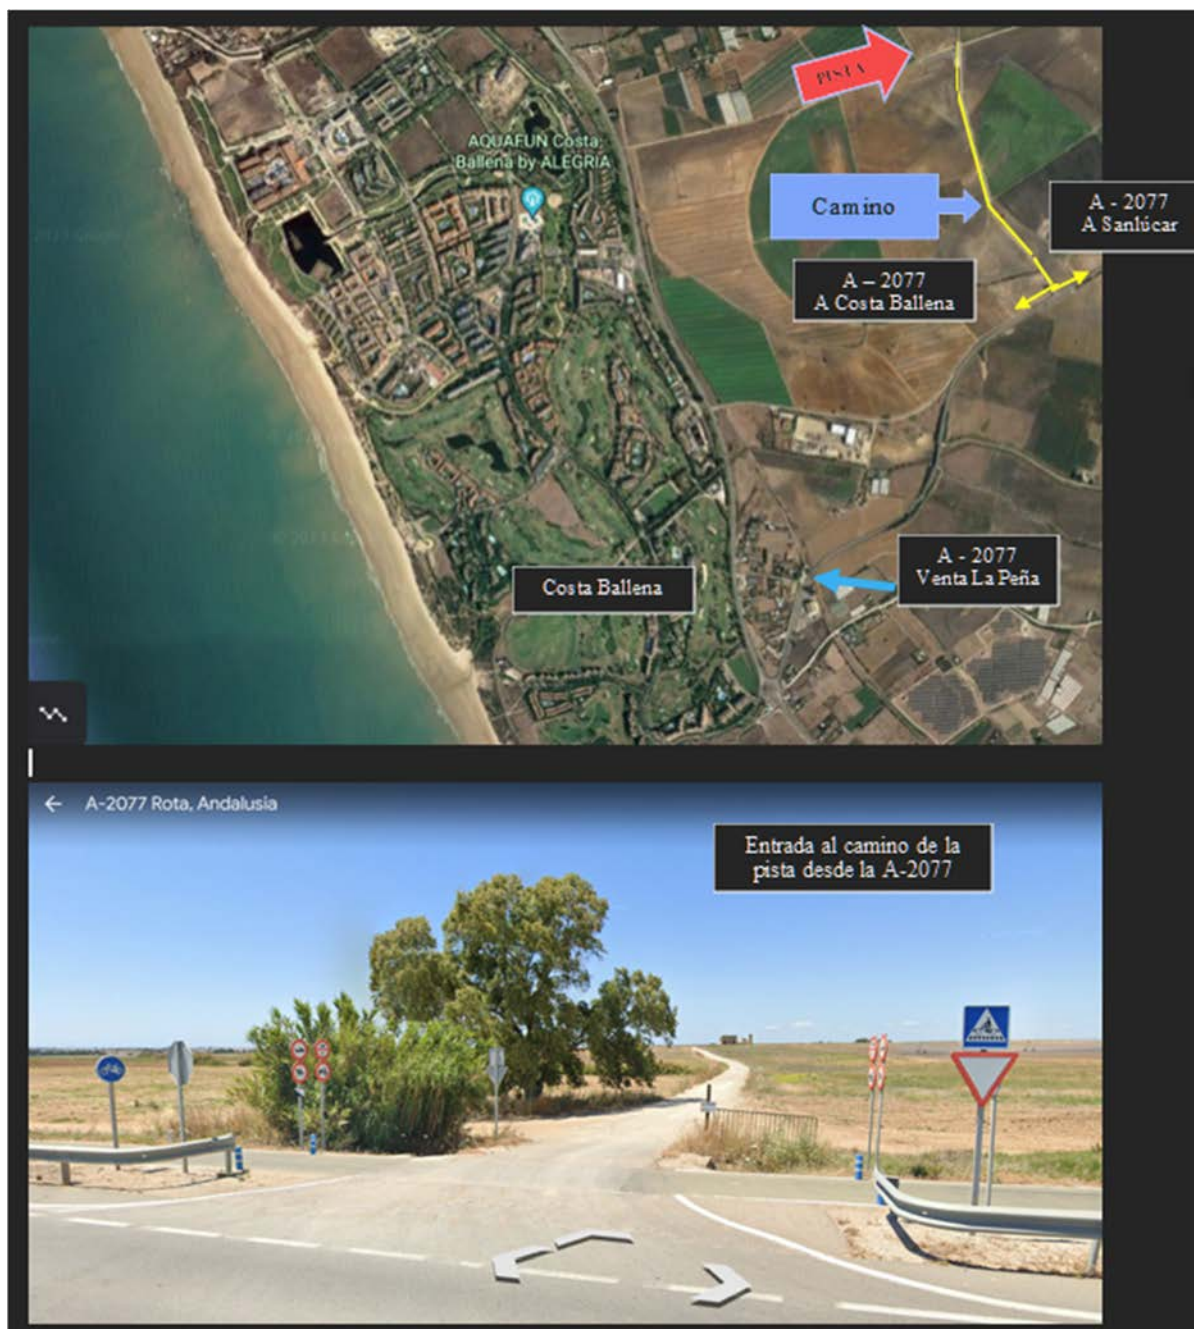 PISTA
AQUAFUN Costa
Ballena by ALEGRIA
Camino
A - 2077
A Sanlúcar
A – 2077
A Costa Ballena
A - 2077
Venta La Peña
Costa Ballena
A-2077 Rota, Andalusia
Entrada al camino de la
pista desde la A-2077